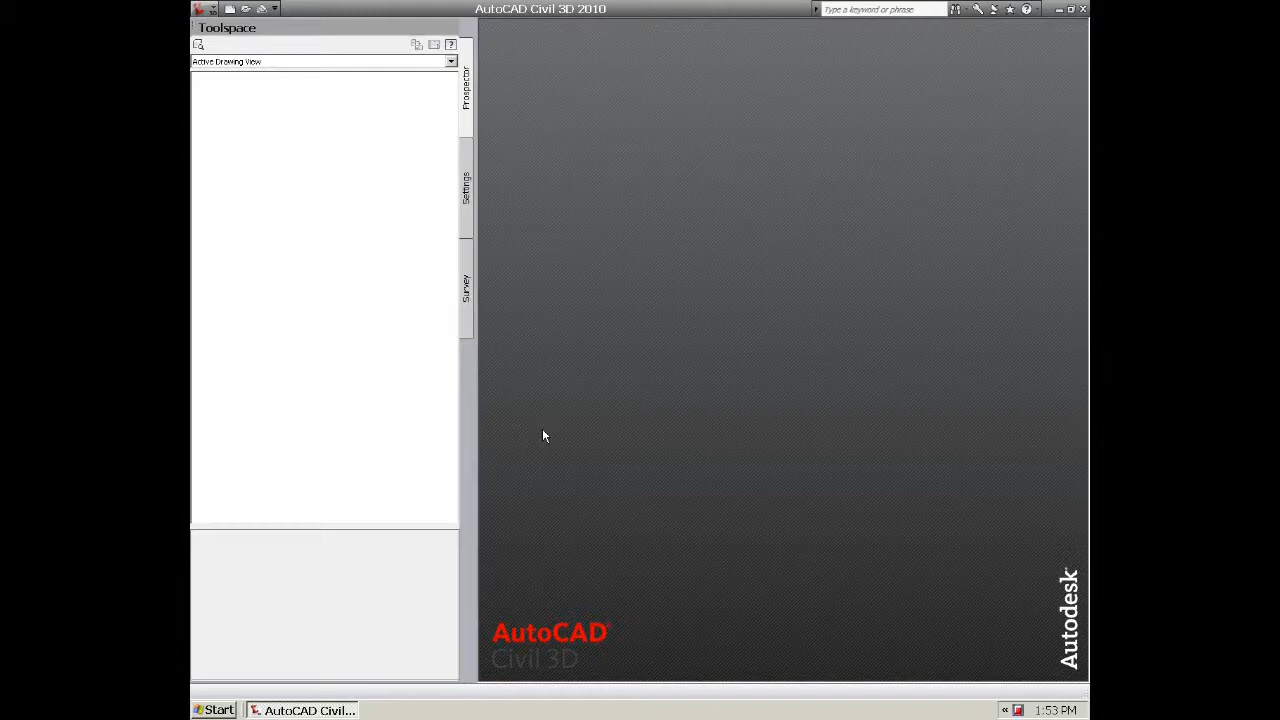 AutoCAD Civil 3D 2010
Type a keyword or phrase
Toolspace
Active Drawing View
Prospector
Settings
Survey
AutoCAD
Civil 3D
Autodesk
Start
AutoCAD Civil...
1:53 PM